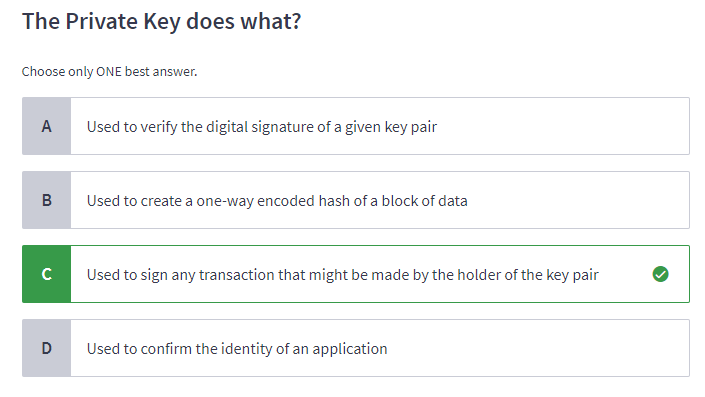 The Private Key does what?
Choose only ONE best answer.
A Used to verify the digital signature of a given key pair
B Used to create a one-way encoded hash of a block of data
C Used to sign any transaction that might be made by the holder of the key pair
D Used to confirm the identity of an application